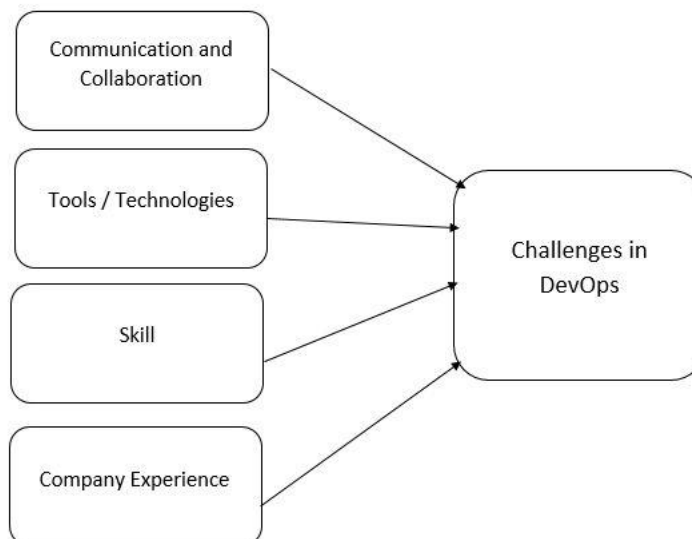 Communication and
Collaboration
Tools / Technologies
Skill
Company Experience
Challenges in
DevOps